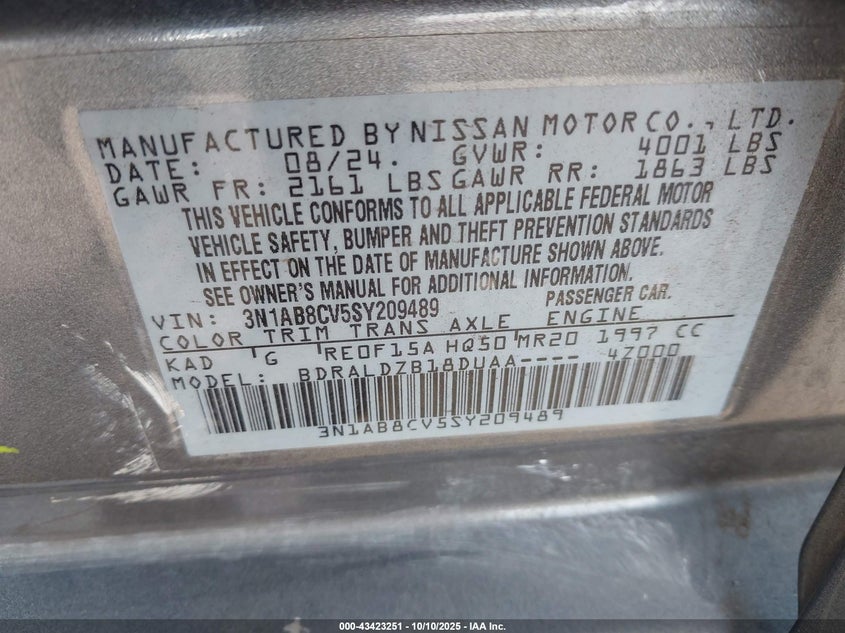 MANUFACTURED BY NISSAN MOTOR CO., LTD.
DATE: 08/24. GVWR: 4001 LBS
GAWR FR: 2161 LBS GAWR RR: 1863 LBS
THIS VEHICLE CONFORMS TO ALL APPLICABLE FEDERAL MOTOR
VEHICLE SAFETY, BUMPER AND THEFT PREVENTION STANDARDS
IN EFFECT ON THE DATE OF MANUFACTURE SHOWN ABOVE.
SEE OWNER'S MANUAL FOR ADDITIONAL INFORMATION.
VIN: 3N1AB8CV5SY209489 PASSENGER CAR.
COLOR TRIM TRANS AXLE ENGINE
KAD G RE0F15A HQ50 MR20 1997 CC
MODEL: BDRALDZB18DUAA---- 4Z000
3N1AB8CV5SY209489
000-43423251 - 10/10/2025 - IAA Inc.